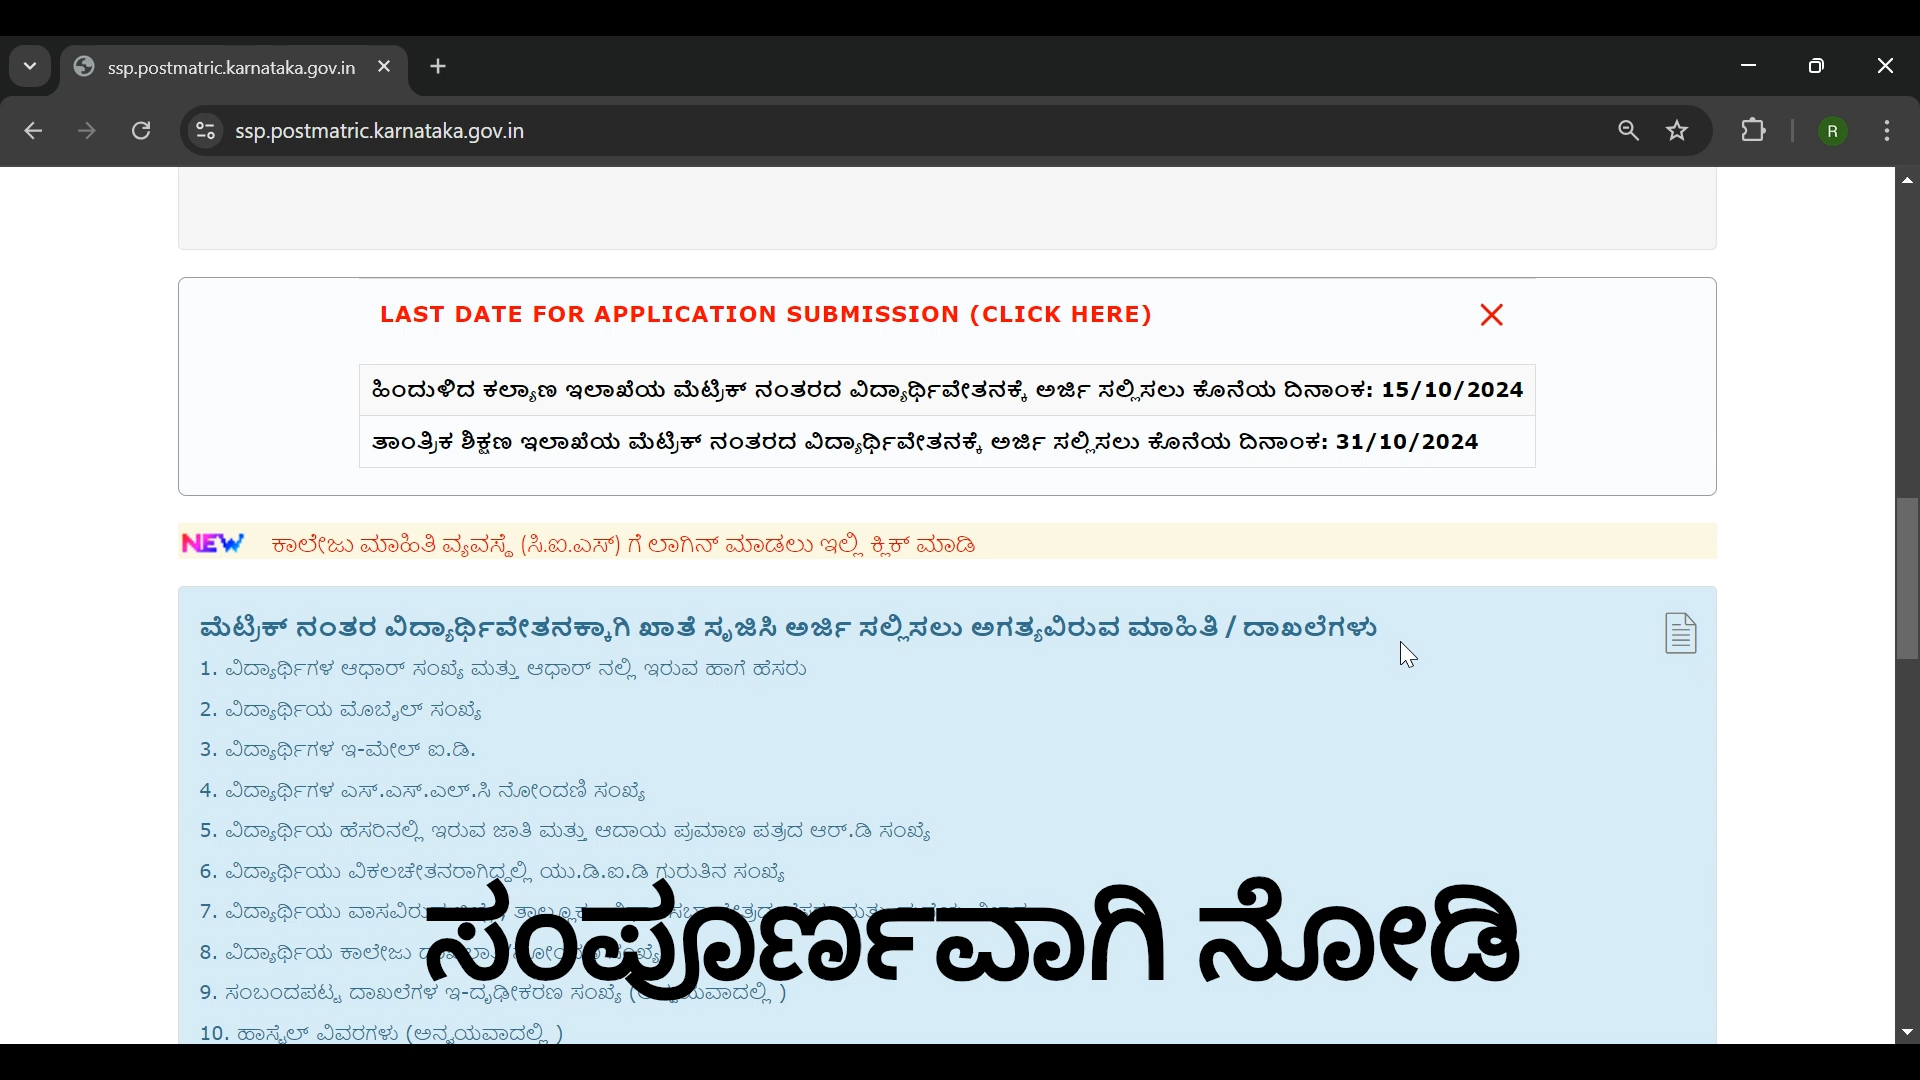 ssp.postmatric.karnataka.gov.in
ssp.postmatric.karnataka.gov.in
R
LAST DATE FOR APPLICATION SUBMISSION (CLICK HERE)
ಹಿಂದುಳಿದ ಕಲ್ಯಾಣ ಇಲಾಖೆಯ ಮೆಟ್ರಿಕ್ ನಂತರದ ವಿದ್ಯಾರ್ಥಿವೇತನಕ್ಕೆ ಅರ್ಜಿ ಸಲ್ಲಿಸಲು ಕೊನೆಯ ದಿನಾಂಕ: 15/10/2024
ತಾಂತ್ರಿಕ ಶಿಕ್ಷಣ ಇಲಾಖೆಯ ಮೆಟ್ರಿಕ್ ನಂತರದ ವಿದ್ಯಾರ್ಥಿವೇತನಕ್ಕೆ ಅರ್ಜಿ ಸಲ್ಲಿಸಲು ಕೊನೆಯ ದಿನಾಂಕ: 31/10/2024
NEW ಕಾಲೇಜು ಮಾಹಿತಿ ವ್ಯವಸ್ಥೆ (ಸಿ.ಐ.ಎಸ್) ಗೆ ಲಾಗಿನ್ ಮಾಡಲು ಇಲ್ಲಿ ಕ್ಲಿಕ್ ಮಾಡಿ
ಮೆಟ್ರಿಕ್ ನಂತರ ವಿದ್ಯಾರ್ಥಿವೇತನಕ್ಕಾಗಿ ಖಾತೆ ಸೃಜಿಸಿ ಅರ್ಜಿ ಸಲ್ಲಿಸಲು ಅಗತ್ಯವಿರುವ ಮಾಹಿತಿ / ದಾಖಲೆಗಳು
1. ವಿದ್ಯಾರ್ಥಿಗಳ ಆಧಾರ್ ಸಂಖ್ಯೆ ಮತ್ತು ಆಧಾರ್ ನಲ್ಲಿ ಇರುವ ಹಾಗೆ ಹೆಸರು
2. ವಿದ್ಯಾರ್ಥಿಯ ಮೊಬೈಲ್ ಸಂಖ್ಯೆ
3. ವಿದ್ಯಾರ್ಥಿಗಳ ಇ-ಮೇಲ್ ಐ.ಡಿ.
4. ವಿದ್ಯಾರ್ಥಿಗಳ ಎಸ್.ಎಸ್.ಎಲ್.ಸಿ ನೋಂದಣಿ ಸಂಖ್ಯೆ
5. ವಿದ್ಯಾರ್ಥಿಯ ಹೆಸರಿನಲ್ಲಿ ಇರುವ ಜಾತಿ ಮತ್ತು ಆದಾಯ ಪ್ರಮಾಣ ಪತ್ರದ ಆರ್.ಡಿ ಸಂಖ್ಯೆ
6. ವಿದ್ಯಾರ್ಥಿಯು ವಿಕಲಚೇತನರಾಗಿದ್ದಲ್ಲಿ ಯು.ಡಿ.ಐ.ಡಿ ಗುರುತಿನ ಸಂಖ್ಯೆ
7. ವಿದ್ಯಾರ್ಥಿಯು
8. ವಿದ್ಯಾರ್ಥಿಯ ಕಾಲೇಜು
9. ಸಂಬಂದಪಟ್ಟ ದಾಖಲೆಗಳ ಇ-ದೃಢೀಕರಣ ಸಂಖ್ಯೆ
10. ಹಾಸ್ಟೆಲ್ ವಿವರಗಳು (ಅನ್ವಯವಾದಲ್ಲಿ )
ಸಂಪೂರ್ಣವಾಗಿ ನೋಡಿ